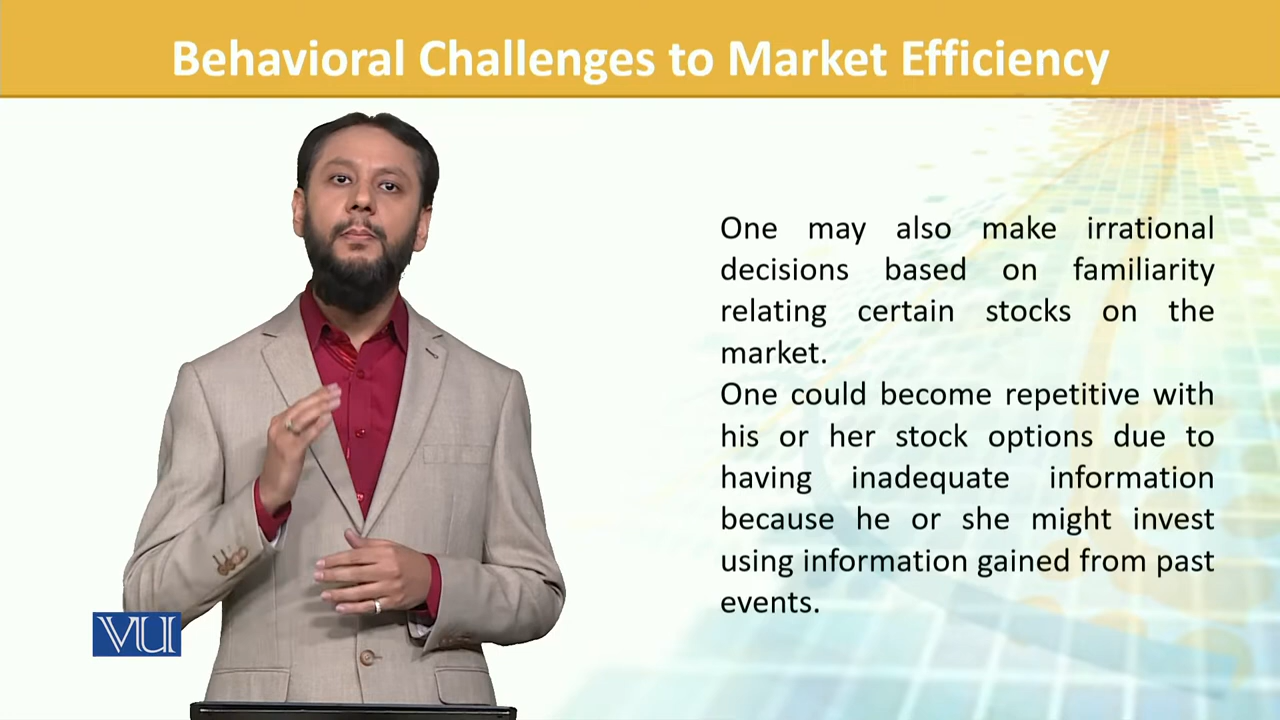 Behavioral Challenges to Market Efficiency
One may also make irrational
decisions based on familiarity
relating certain stocks on the
market.
One could become repetitive with
his or her stock options due to
having inadequate information
because he or she might invest
using information gained from past
events.
VU